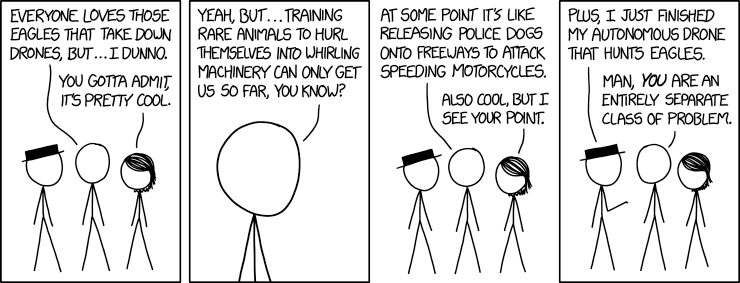 EVERYONE LOVES THOSE
EAGLES THAT TAKE DOWN
DRONES, BUT...I DUNNO.
YOU GOTTA ADMIT,
IT'S PRETTY COOL.
YEAH, BUT...TRAINING
RARE ANIMALS TO HURL
THEMSELVES INTO WHIRLING
MACHINERY CAN ONLY GET
US SO FAR, YOU KNOW?
AT SOME POINT IT'S LIKE
RELEASING POLICE DOGS
ONTO FREEWAYS TO ATTACK
SPEEDING MOTORCYCLES.
ALSO COOL, BUT I
SEE YOUR POINT.
PLUS, I JUST FINISHED
MY AUTONOMOUS DRONE
THAT HUNTS EAGLES.
MAN, YOU ARE AN
ENTIRELY SEPARATE
CLASS OF PROBLEM.